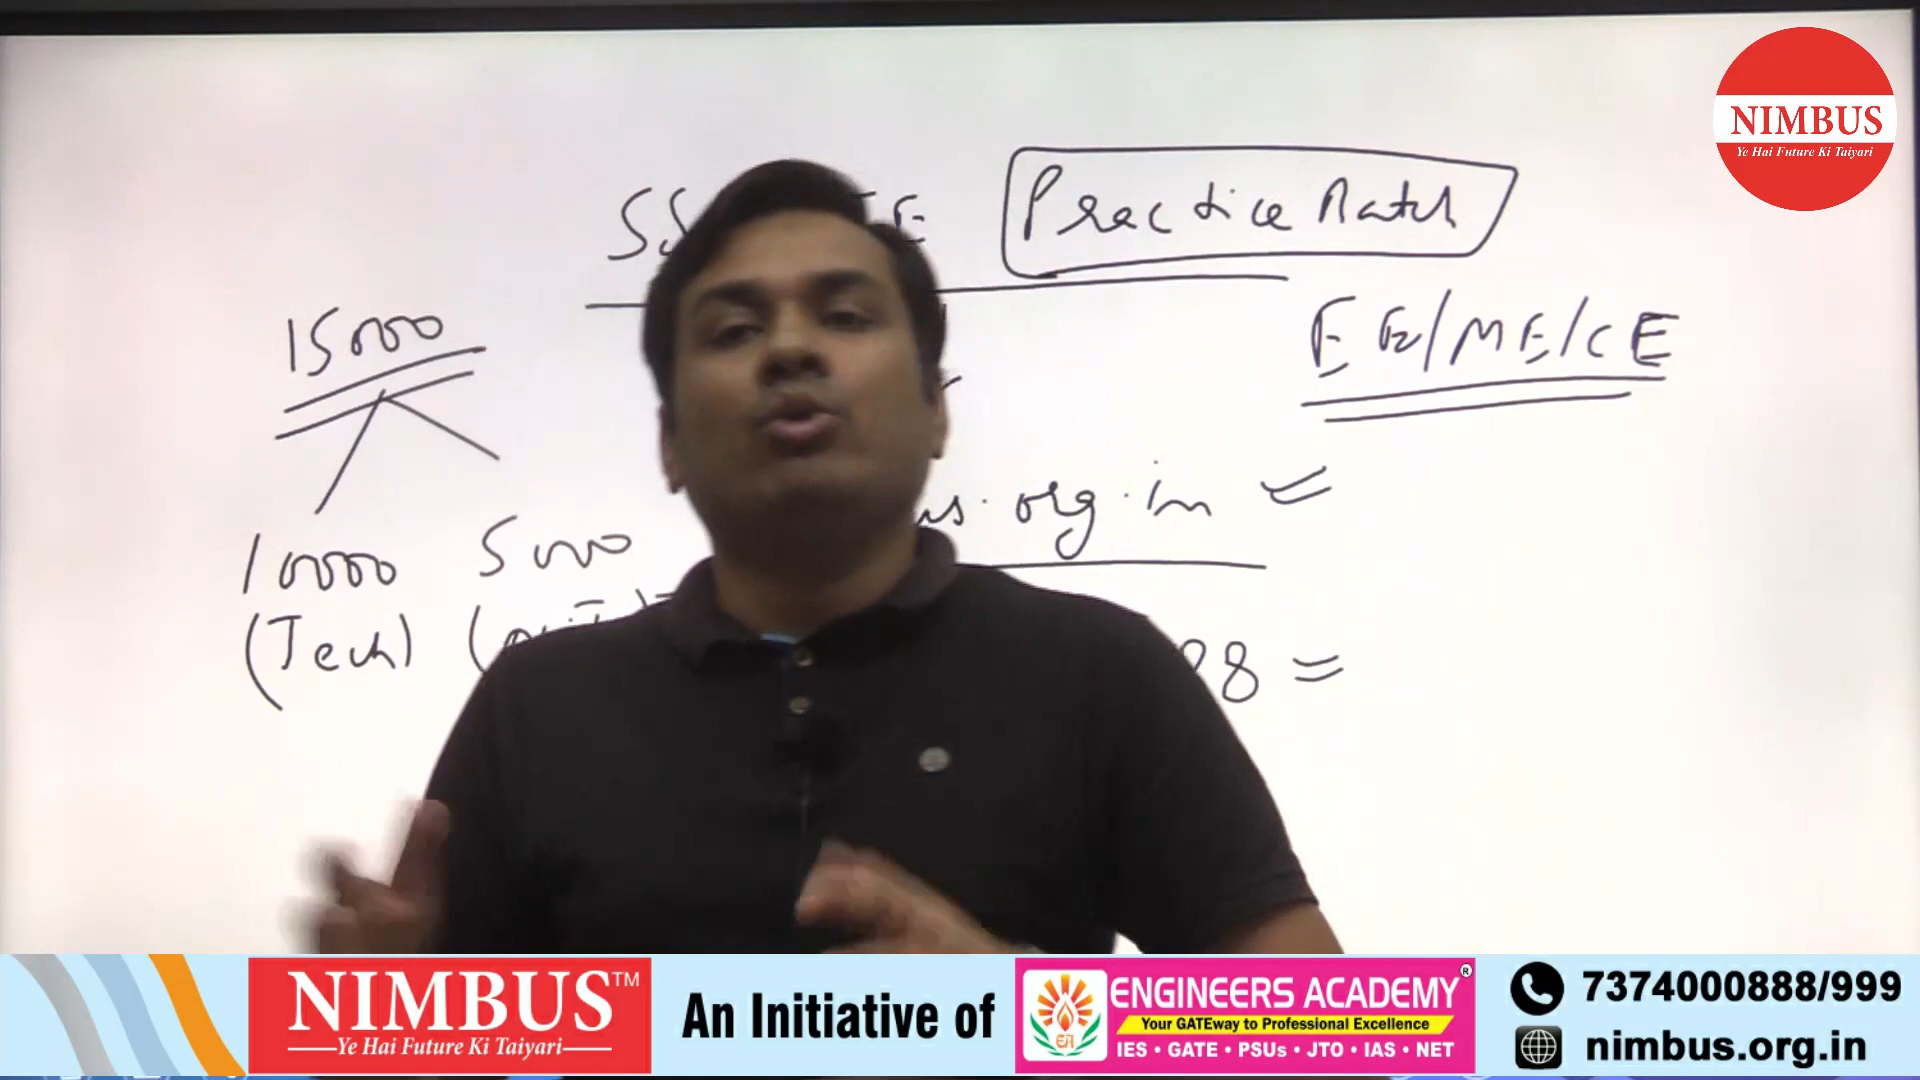 NIMBUS
Ye Hai Future Ki Taiyari
Practice Batch
15000
EE/ME/CE
org.in
10000 5000
(Tech)
88 =
NIMBUS™
Ye Hai Future Ki Taiyari
An Initiative of
ENGINEERS ACADEMY®
Your GATEway to Professional Excellence
IES • GATE • PSUs • JTO • IAS • NET
7374000888/999
nimbus.org.in